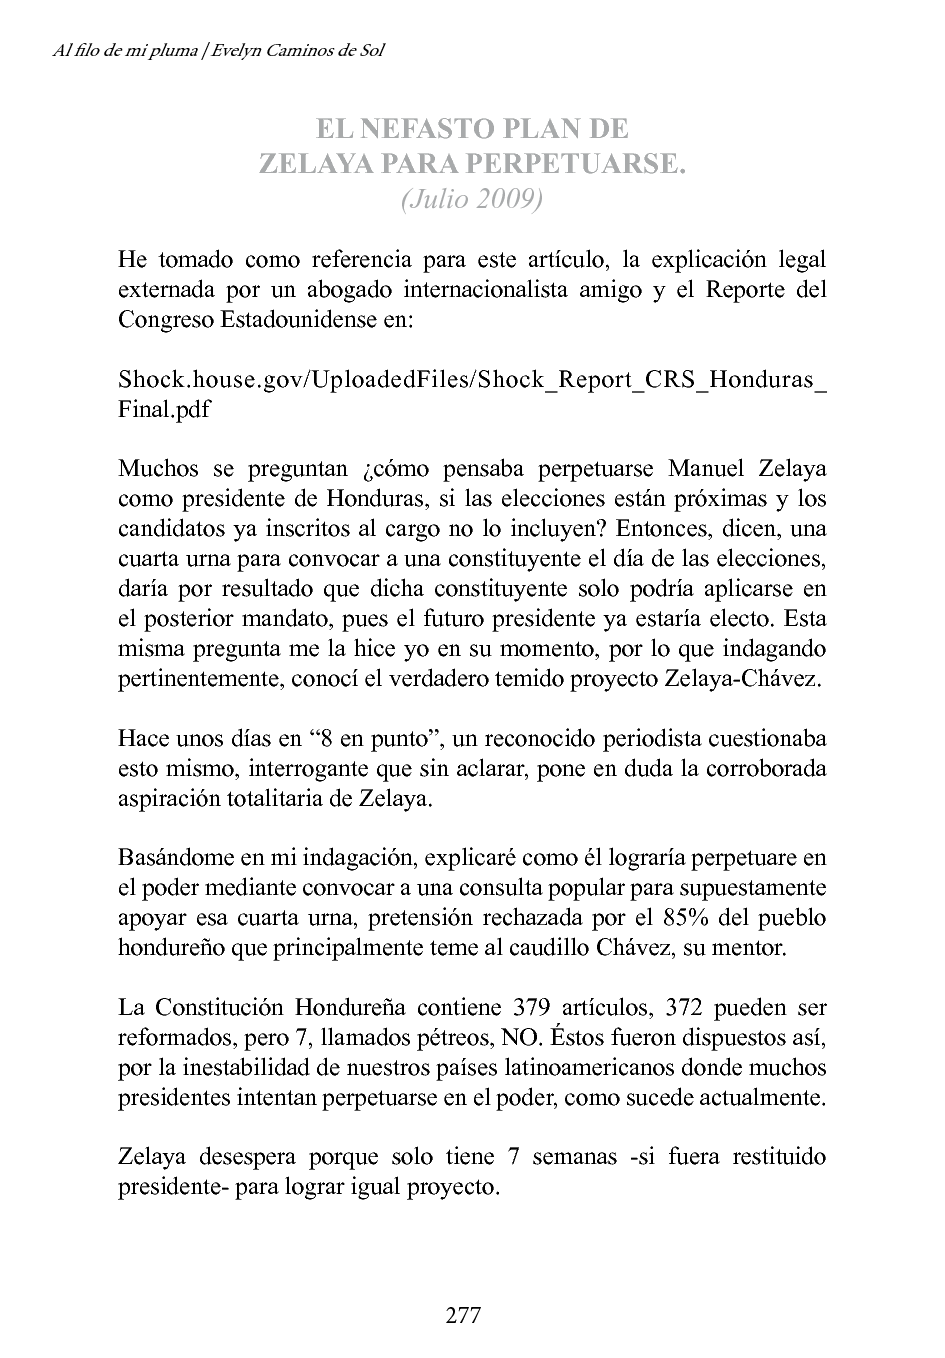 Al filo de mi pluma | Evelyn Caminos de Sol
EL NEFASTO PLAN DE
ZELAYA PARA PERPETUARSE.
(Julio 2009)
He tomado como referencia para este artículo, la explicación legal
externada por un abogado internacionalista amigo y el Reporte del
Congreso Estadounidense en:
Shock.house.gov/UploadedFiles/Shock_Report_CRS_Honduras_
Final.pdf
Muchos se preguntan ¿cómo pensaba perpetuarse Manuel Zelaya
como presidente de Honduras, si las elecciones están próximas y los
candidatos ya inscritos al cargo no lo incluyen? Entonces, dicen, una
cuarta urna para convocar a una constituyente el día de las elecciones,
daría por resultado que dicha constituyente solo podría aplicarse en
el posterior mandato, pues el futuro presidente ya estaría electo. Esta
misma pregunta me la hice yo en su momento, por lo que indagando
pertinentemente, conocí el verdadero temido proyecto Zelaya-Chávez.
Hace unos días en “8 en punto”, un reconocido periodista cuestionaba
esto mismo, interrogante que sin aclarar, pone en duda la corroborada
aspiración totalitaria de Zelaya.
Basándome en mi indagación, explicaré como él lograría perpetuare en
el poder mediante convocar a una consulta popular para supuestamente
apoyar esa cuarta urna, pretensión rechazada por el 85% del pueblo
hondureño que principalmente teme al caudillo Chávez, su mentor.
La Constitución Hondureña contiene 379 artículos, 372 pueden ser
reformados, pero 7, llamados pétreos, NO. Éstos fueron dispuestos así,
por la inestabilidad de nuestros países latinoamericanos donde muchos
presidentes intentan perpetuarse en el poder, como sucede actualmente.
Zelaya desespera porque solo tiene 7 semanas -si fuera restituido
presidente- para lograr igual proyecto.
277